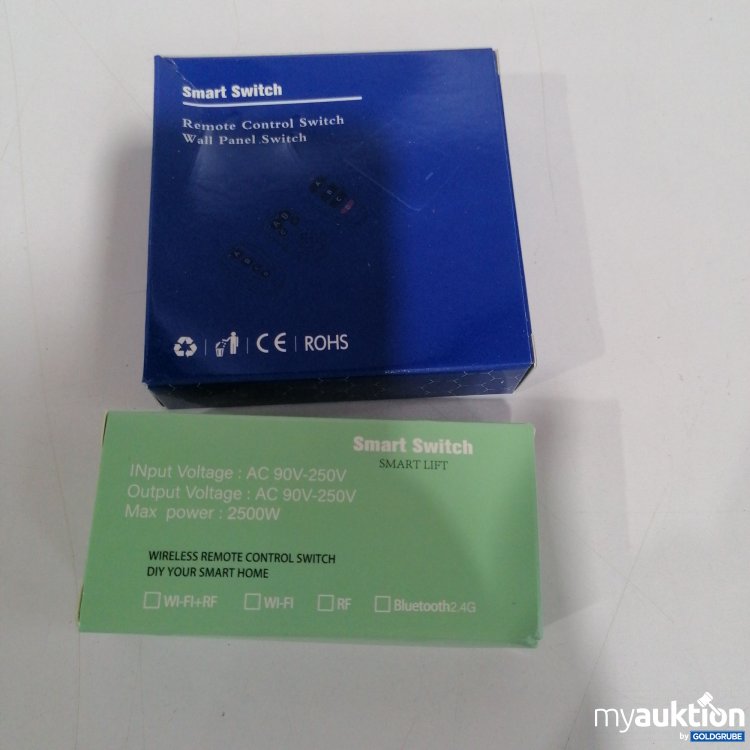 Smart Switch
Remote Control Switch
Wall Panel Switch
CE
ROHS
Smart Switch
SMART LIFT
INput Voltage : AC 90V-250V
Output Voltage : AC 90V-250V
Max power : 2500W
WIRELESS REMOTE CONTROL SWITCH
DIY YOUR SMART HOME
WI-FI+RF WI-FI RF Bluetooth2.4G
myauktion
by GOLDGRUBE